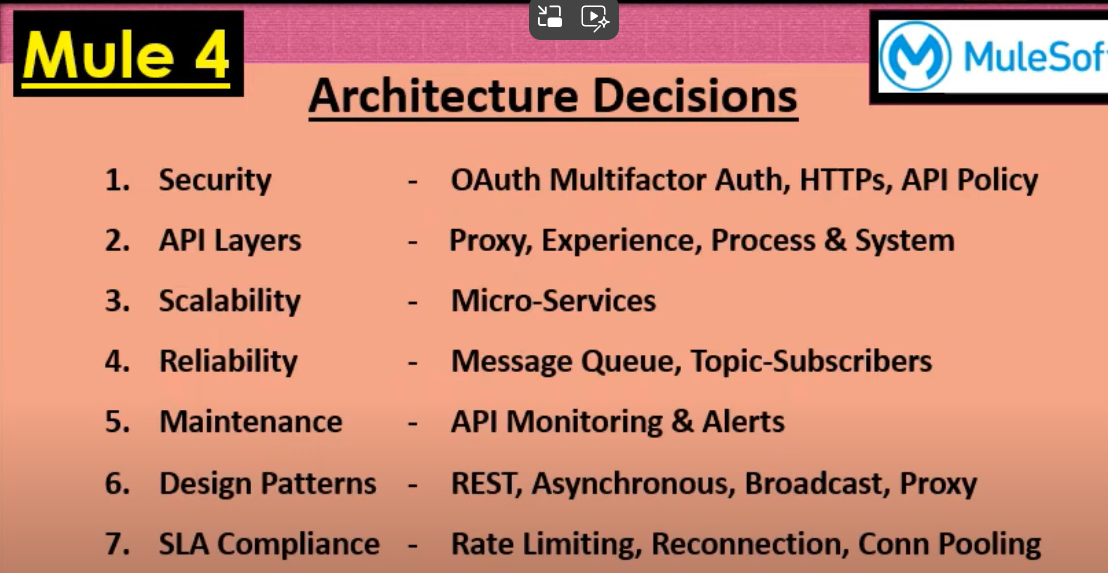 Mule 4
MuleSof
Architecture Decisions
1. Security - OAuth Multifactor Auth, HTTPs, API Policy
2. API Layers - Proxy, Experience, Process & System
3. Scalability - Micro-Services
4. Reliability - Message Queue, Topic-Subscribers
5. Maintenance - API Monitoring & Alerts
6. Design Patterns - REST, Asynchronous, Broadcast, Proxy
7. SLA Compliance - Rate Limiting, Reconnection, Conn Pooling